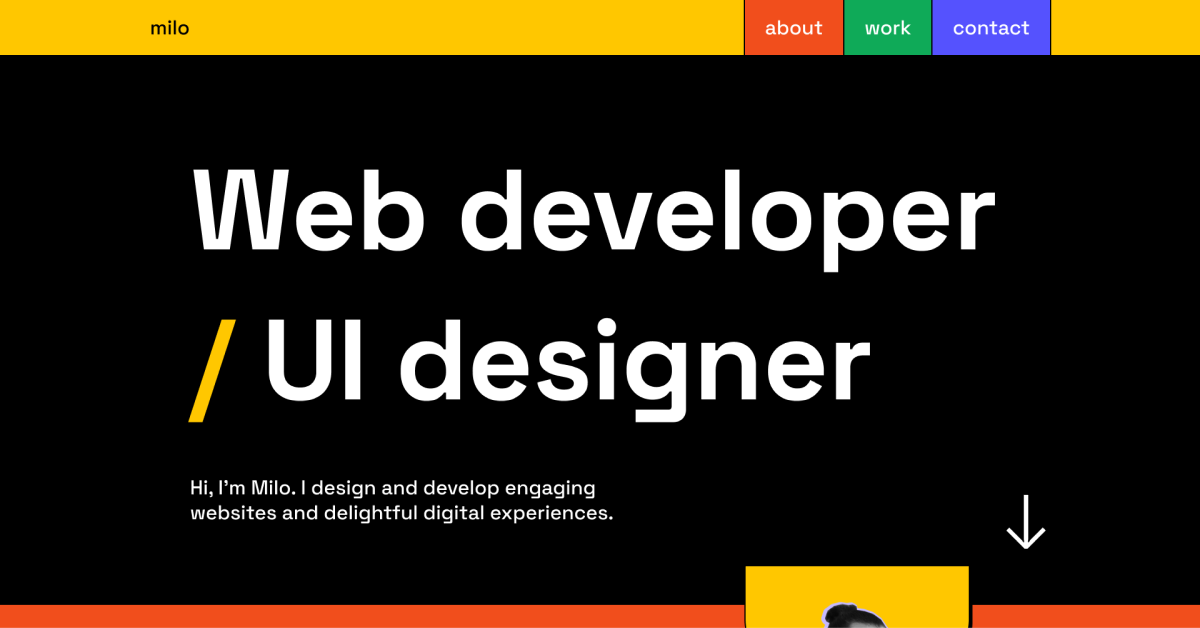 milo
about work contact
Web developer
/ UI designer
Hi, I’m Milo. I design and develop engaging
websites and delightful digital experiences.